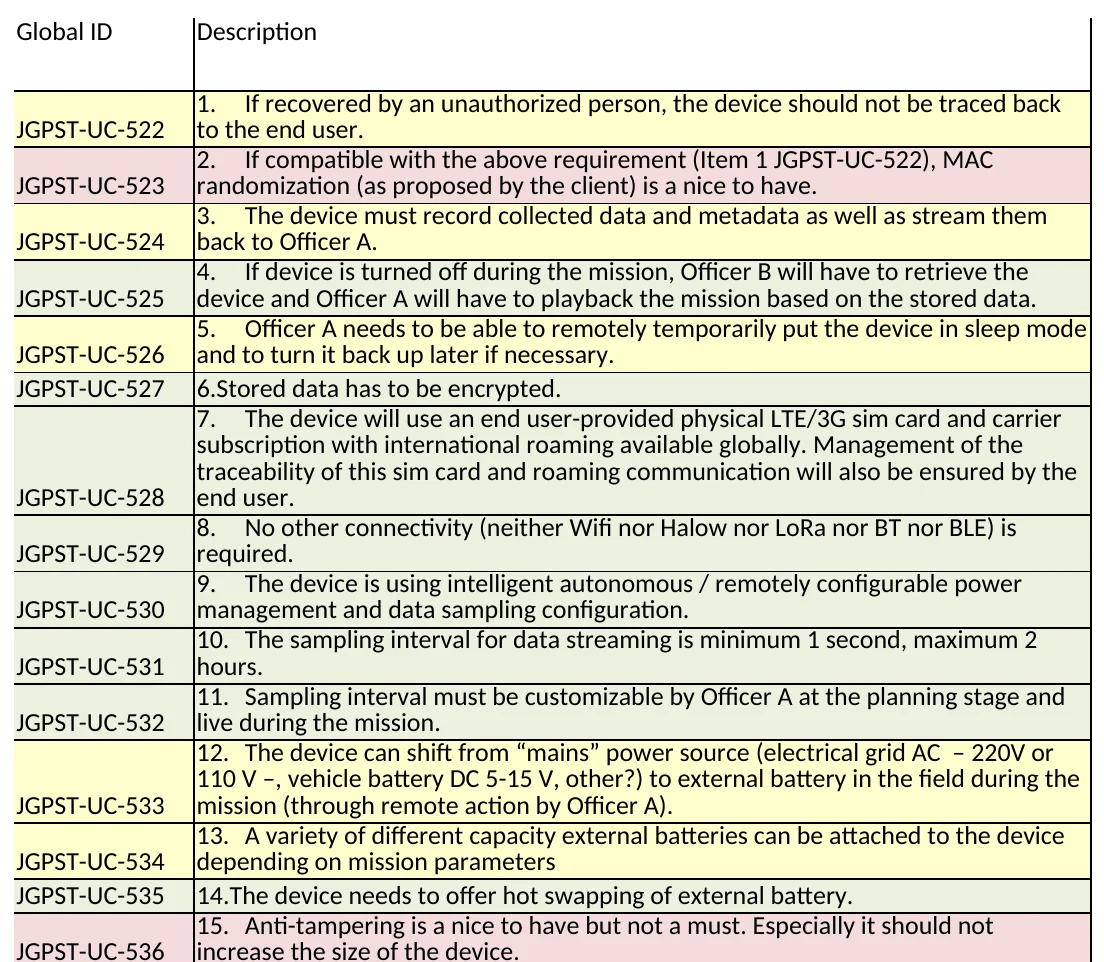 Global ID Description
1. If recovered by an unauthorized person, the device should not be traced back
JGPST-UC-522 to the end user.
2. If compatible with the above requirement (Item 1 JGPST-UC-522), MAC
JGPST-UC-523 randomization (as proposed by the client) is a nice to have.
3. The device must record collected data and metadata as well as stream them
JGPST-UC-524 back to Officer A.
4. If device is turned off during the mission, Officer B will have to retrieve the
JGPST-UC-525 device and Officer A will have to playback the mission based on the stored data.
5. Officer A needs to be able to remotely temporarily put the device in sleep mode
JGPST-UC-526 and to turn it back up later if necessary.
JGPST-UC-527 6.Stored data has to be encrypted.
7. The device will use an end user-provided physical LTE/3G sim card and carrier
subscription with international roaming available globally. Management of the
traceability of this sim card and roaming communication will also be ensured by the
JGPST-UC-528 end user.
8. No other connectivity (neither Wifi nor Halow nor LoRa nor BT nor BLE) is
JGPST-UC-529 required.
9. The device is using intelligent autonomous / remotely configurable power
JGPST-UC-530 management and data sampling configuration.
10. The sampling interval for data streaming is minimum 1 second, maximum 2
JGPST-UC-531 hours.
11. Sampling interval must be customizable by Officer A at the planning stage and
JGPST-UC-532 live during the mission.
12. The device can shift from “mains” power source (electrical grid AC – 220V or
110 V –, vehicle battery DC 5-15 V, other?) to external battery in the field during the
JGPST-UC-533 mission (through remote action by Officer A).
13. A variety of different capacity external batteries can be attached to the device
JGPST-UC-534 depending on mission parameters
JGPST-UC-535 14.The device needs to offer hot swapping of external battery.
15. Anti-tampering is a nice to have but not a must. Especially it should not
JGPST-UC-536 increase the size of the device.